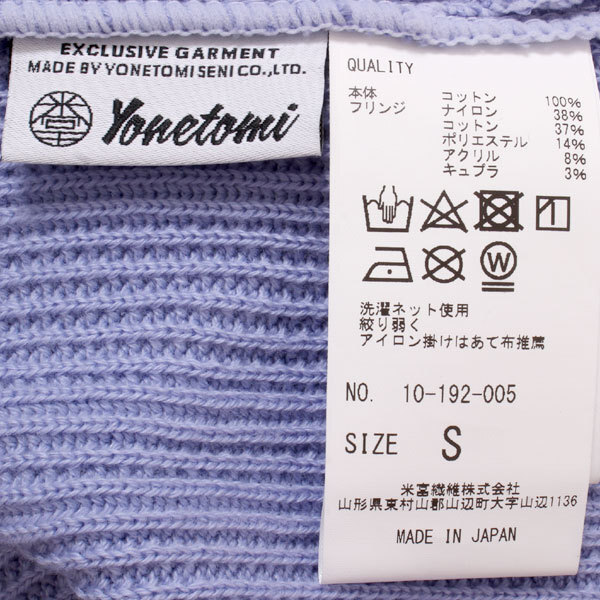 EXCLUSIVE GARMENT
MADE BY YONETOMI SENI CO., LTD.
米富
Yonetomi
QUALITY
本体 コットン 100%
フリンジ ナイロン 38%
コットン 37%
ポリエステル 14%
アクリル 8%
キュプラ 3%
W
洗濯ネット使用
絞り弱く
アイロン掛けはあて布推薦
NO. 10-192-005
SIZE S
米富繊維株式会社
山形県東村山郡山辺町大字山辺1136
MADE IN JAPAN